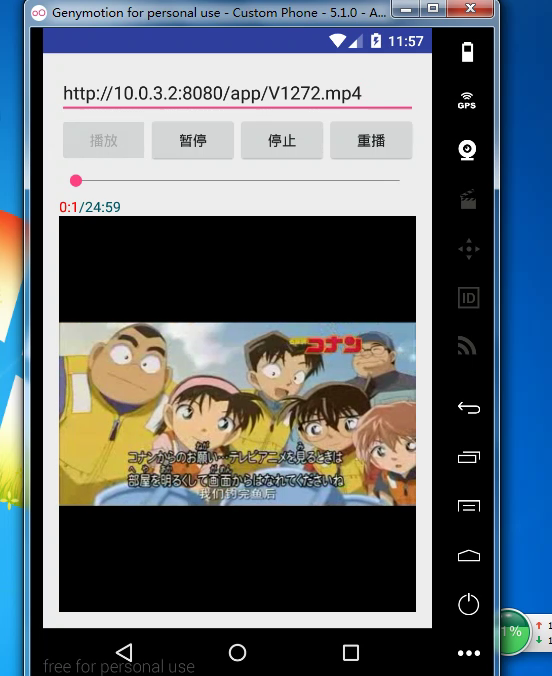 Genymotion for personal use - Custom Phone - 5.1.0 - A...
11:57
GPS
http://10.0.3.2:8080/app/V1272.mp4
播放 暂停 停止 重播
0:1/24:59
コナン
ID
コナンからのお願い…テレビアニメを見るときは
部屋を明るくして画面からはなれてくださいね
我们钓完鱼后
1%
free for personal use